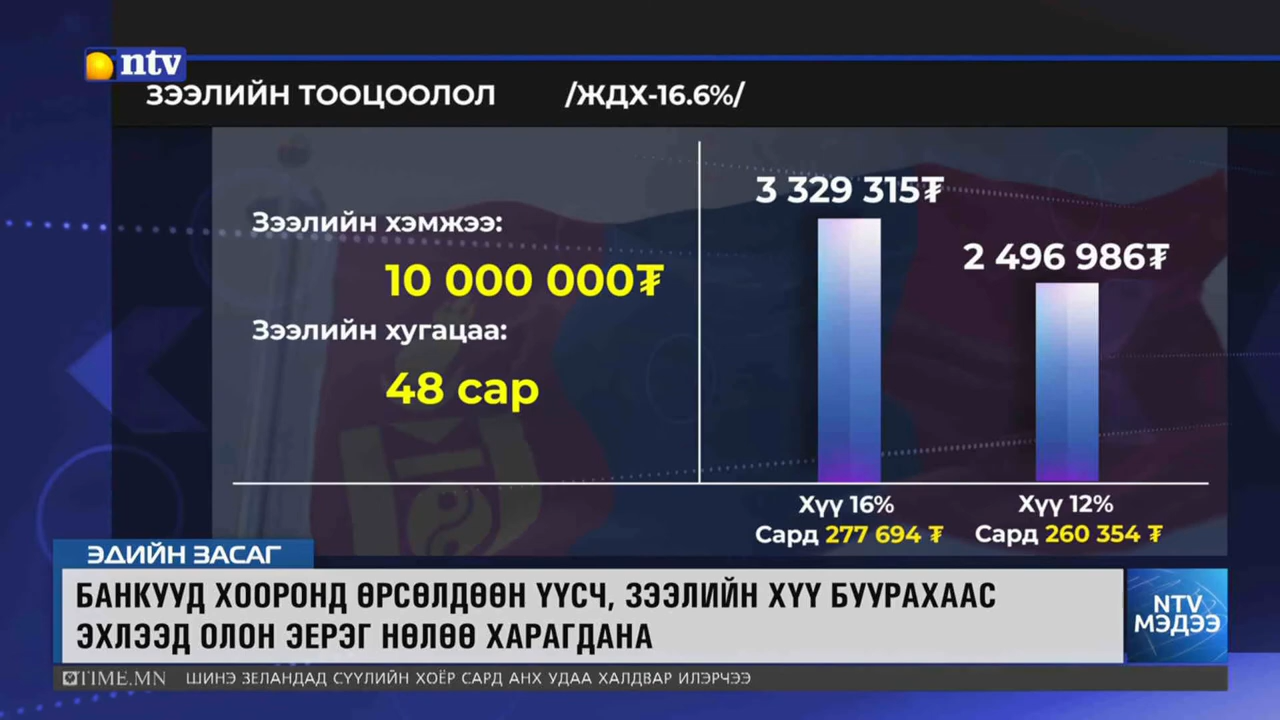 ntv
ЗЭЭЛИЙН ТООЦООЛОЛ /ЖДХ-16.6%/
Зээлийн хэмжээ:
10 000 000₮
Зээлийн хугацаа:
48 сар
3 329 315₮
2 496 986₮
Хүү 16%
Сард 277 694 ₮
Хүү 12%
Сард 260 354 ₮
ЭДИЙН ЗАСАГ
БАНКУУД ХООРОНД ӨРСӨЛДӨӨН ҮҮСЧ, ЗЭЭЛИЙН ХҮҮ БУУРАХААС
ЭХЛЭЭД ОЛОН ЭЕРЭГ НӨЛӨӨ ХАРАГДАНА
NTV
МЭДЭЭ
TIME.MN ШИНЭ ЗЕЛАНДАД СҮҮЛИЙН ХОЁР САРД АНХ УДАА ХАЛДВАР ИЛЭРЧЭЭ